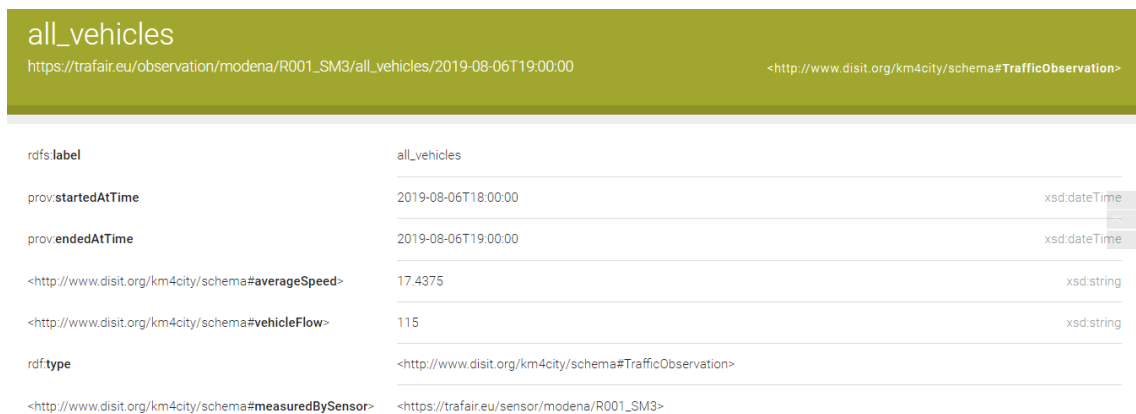 all_vehicles
https://trafair.eu/observation/modena/R001_SM3/all_vehicles/2019-08-06T19:00:00 <http://www.disit.org/km4city/schema#TrafficObservation>
rdfs:label all_vehicles
prov:startedAtTime 2019-08-06T18:00:00 xsd:dateTime
prov:endedAtTime 2019-08-06T19:00:00 xsd:dateTime
<http://www.disit.org/km4city/schema#averageSpeed> 17.4375 xsd:string
<http://www.disit.org/km4city/schema#vehicleFlow> 115 xsd:string
rdf:type <http://www.disit.org/km4city/schema#TrafficObservation>
<http://www.disit.org/km4city/schema#measuredBySensor> <https://trafair.eu/sensor/modena/R001_SM3>